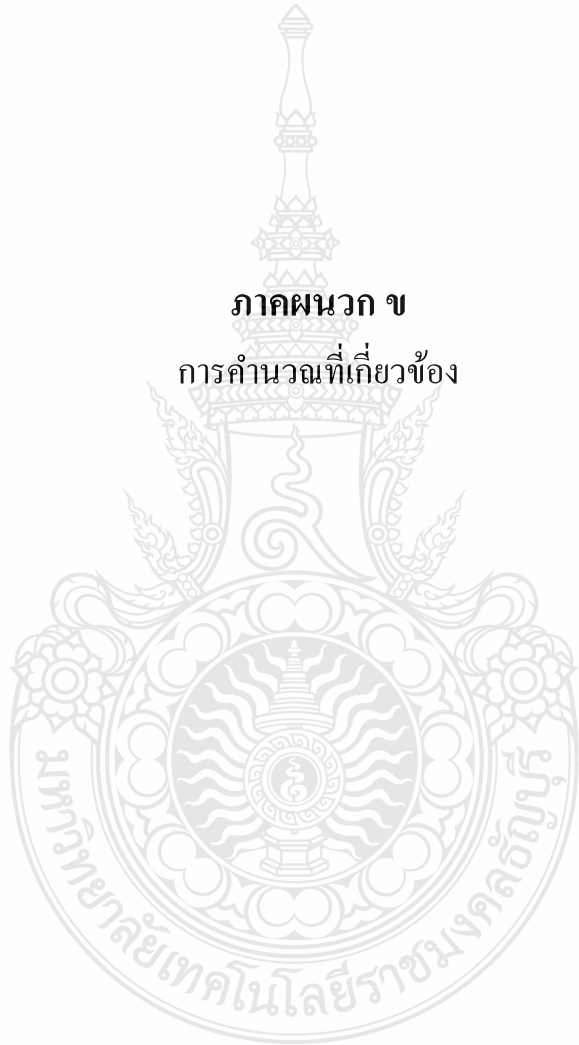 ภาคผนวก ข
การคำนวณที่เกี่ยวข้อง
มหาวิทยาลัยเทคโนโลยีราชมงคลธัญบุรี